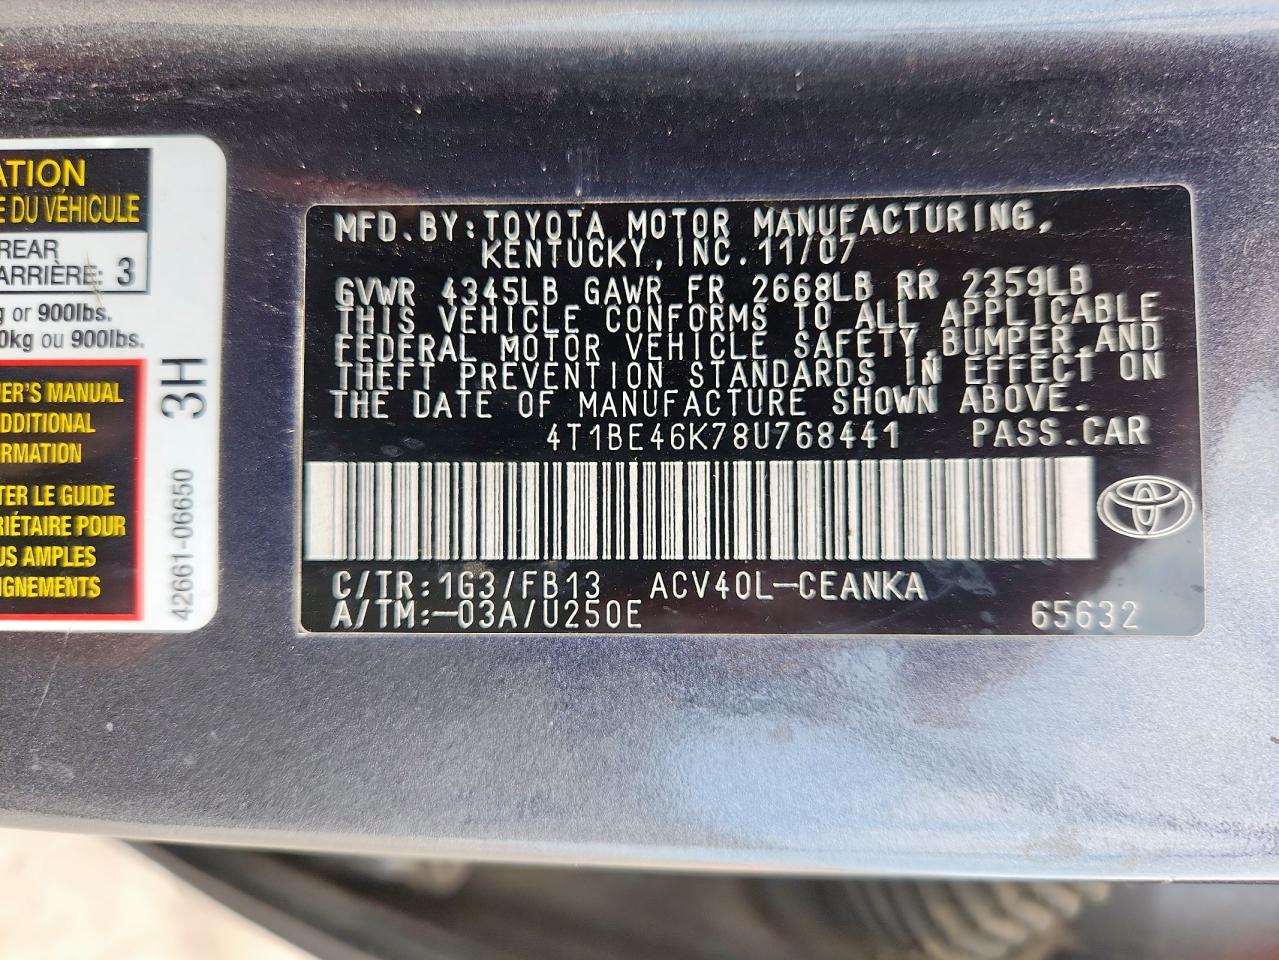 ATION
E DU VÉHICULE
REAR
ARRIÈRE: 3
g or 900lbs.
0kg ou 900lbs.
NER'S MANUAL
DDITIONAL
RMATION
TER LE GUIDE
RIÉTAIRE POUR
US AMPLES
IGNEMENTS
3H
42661-06650
MFD.BY:TOYOTA MOTOR MANUFACTURING,
KENTUCKY,INC.11/07
GVWR 4345LB GAWR FR 2668LB RR 2359LB
THIS VEHICLE CONFORMS TO ALL APPLICABLE
FEDERAL MOTOR VEHICLE SAFETY,BUMPER,AND
THEFT PREVENTION STANDARDS IN EFFECT ON
THE DATE OF MANUFACTURE SHOWN ABOVE.
4T1BE46K78U768441 PASS.CAR
C/TR:1G3/FB13 ACV40L-CEANKA
A/TM:-03A/U250E 65632